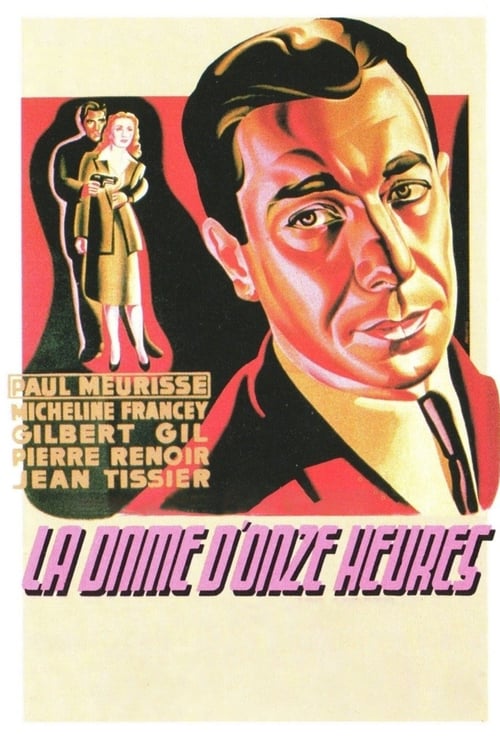 PAUL MEURISSE
MICHELINE FRANCEY
GILBERT GIL
PIERRE RENOIR
JEAN TISSIER
LA DAME D'ONZE HEURES